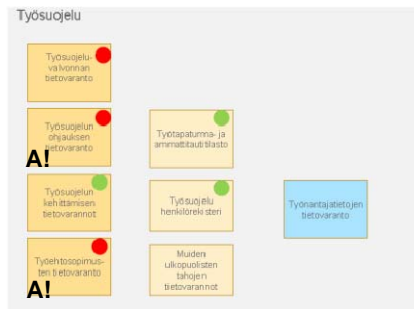 Työsuojelu
Työsuojelu-
valvonnan
tietovaranto
Työsuojelun
ohjauksen
tietovaranto
A!
Työsuojelun
kehittämisen
tietovarannot
Työehtosopimus-
ten tietovaranto
A!
Työtapaturma- ja
ammattitautitilasto
Työsuojelu
henkilörekisteri
Muiden
ulkopuolisten
tahojen
tietovarannot
Työnantajatietojen
tietovaranto